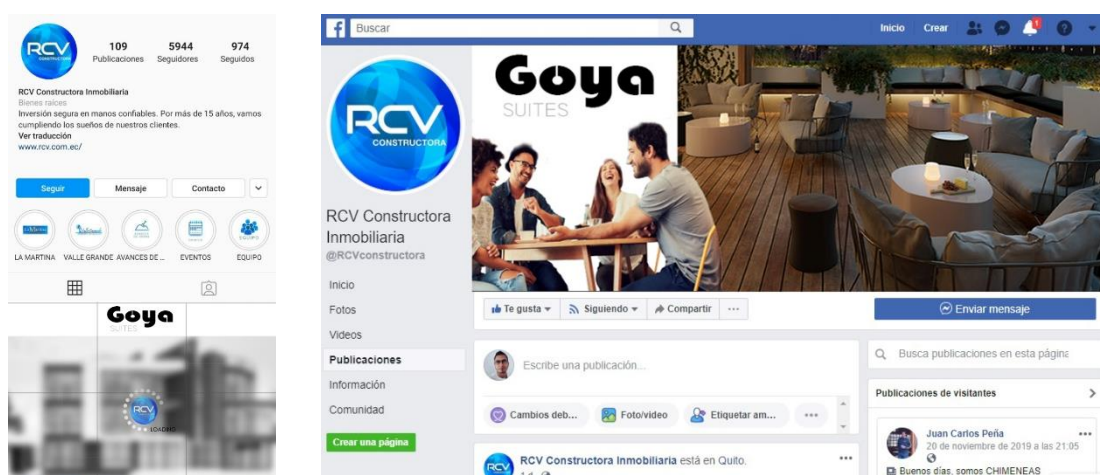 RCV
CONSTRUCTORA
109 5944 974
Publicaciones Seguidores Seguidos
RCV Constructora Inmobiliaria
Bienes raíces
Inversión segura en manos confiables. Por más de 15 años, vamos
cumpliendo los sueños de nuestros clientes.
Ver traducción
www.rcv.com.ec/
Seguir Mensaje Contacto
LA MARTINA VALLE GRANDE AVANCES DE ... EVENTOS EQUIPO
Goya
SUITES
RCV
LOADING
Buscar
Inicio Crear
1
RCV
CONSTRUCTORA
Goya
SUITES
RCV Constructora
Inmobiliaria
@RCVconstructora
Inicio
Fotos
Videos
Publicaciones
Información
Comunidad
Crear una página
Te gusta Siguiendo Compartir ...
Enviar mensaje
Escribe una publicación...
Cambios deb... Foto/video Etiquetar am... ...
RCV
RCV Constructora Inmobiliaria está en Quito.
Busca publicaciones en esta página
Publicaciones de visitantes
Juan Carlos Peña
20 de noviembre de 2019 a las 21:05
Buenos días, somos CHIMENEAS